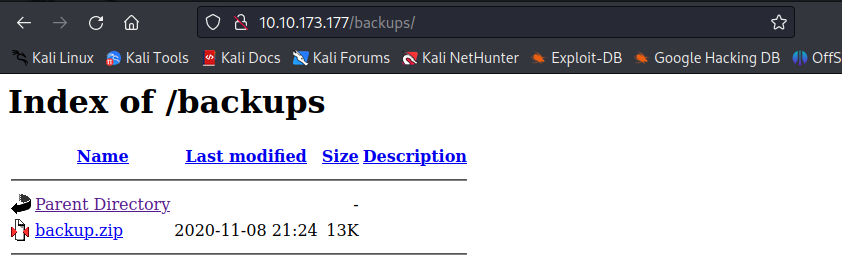 10.10.173.177/backups/
Kali Linux Kali Tools Kali Docs Kali Forums Kali NetHunter Exploit-DB Google Hacking DB OffS
Index of /backups
Name Last modified Size Description
Parent Directory -
backup.zip 2020-11-08 21:24 13K